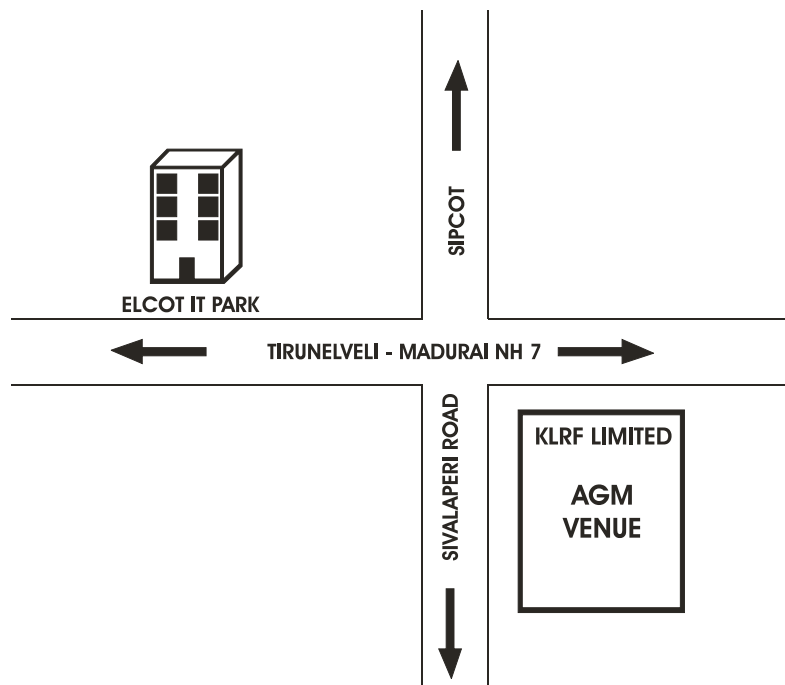 SIPCOT
ELCOT IT PARK
TIRUNELVELI - MADURAI NH 7
SIVALAPERI ROAD
KLRF LIMITED
AGM
VENUE